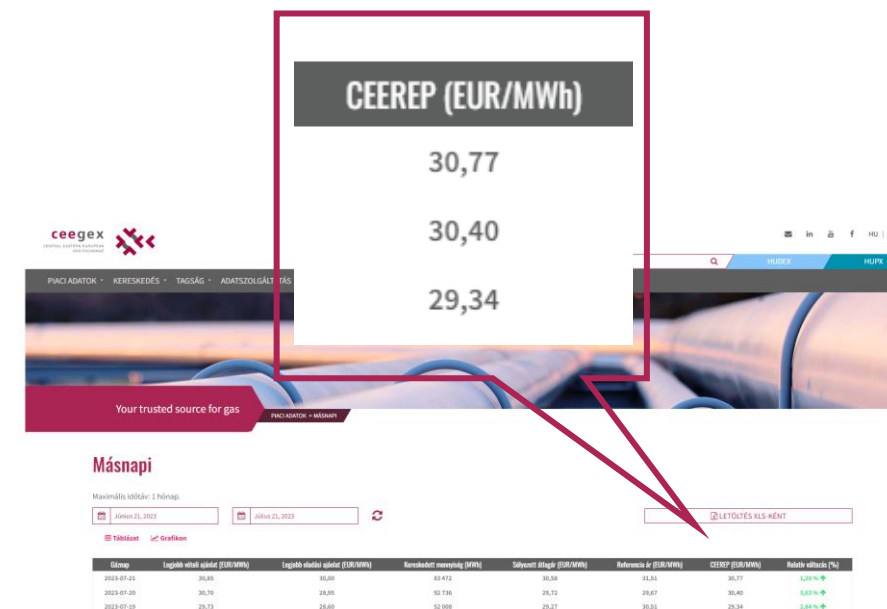 CEEREP (EUR/MWh)
30,77
30,40
29,34
ceegex
CENTRAL EASTERN EUROPEAN
GAS EXCHANGE
HU |
HUDEX
HUPX
PIACI ADATOK
KERESKEDÉS
TAGSÁG
ADATSZOLGÁLTATÁS
Your trusted source for gas
PIACI ADATOK > MÁSNAPI
Másnapi
Maximális időtáv: 1 hónap.
Június 21, 2023
Július 21, 2023
LETÖLTÉS XLS-KÉNT
Táblázat
Grafikon
Gáznap Legjobb vételi ajánlat (EUR/MWh) Legjobb eladási ajánlat (EUR/MWh) Kereskedett mennyiség (MWh) Súlyozott átlagár (EUR/MWh) Referencia ár (EUR/MWh) CEEREP (EUR/MWh) Relatív változás (%)
2023-07-21 30,85 30,00 83 472 30,58 31,51 30,77 1,20 %
2023-07-20 30,70 28,95 92 736 29,72 29,67 30,40 3,63 %
2023-07-19 29,73 28,60 52 008 29,27 30,51 29,34 2,84 %